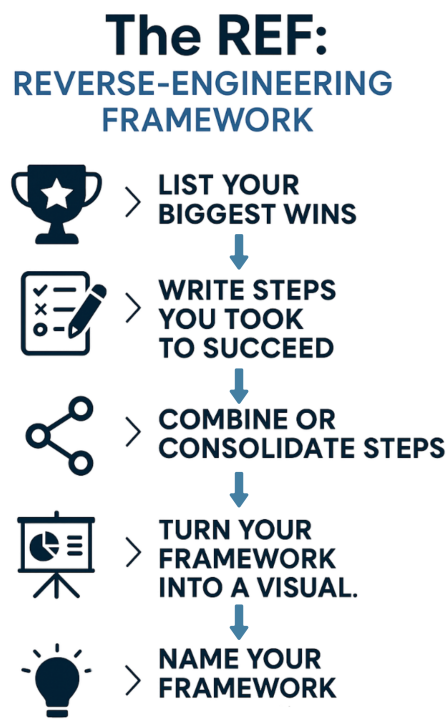 The REF:
REVERSE-ENGINEERING
FRAMEWORK
LIST YOUR
BIGGEST WINS
WRITE STEPS
YOU TOOK
TO SUCCEED
COMBINE OR
CONSOLIDATE STEPS
TURN YOUR
FRAMEWORK
INTO A VISUAL.
NAME YOUR
FRAMEWORK